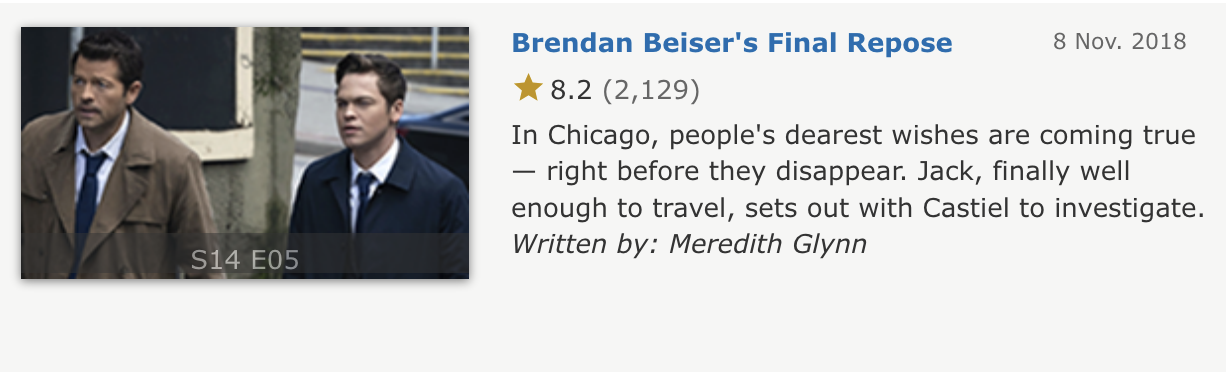 Brendan Beiser's Final Repose
8 Nov. 2018
8.2 (2,129)
In Chicago, people's dearest wishes are coming true
— right before they disappear. Jack, finally well
enough to travel, sets out with Castiel to investigate.
Written by: Meredith Glynn
S14 E05